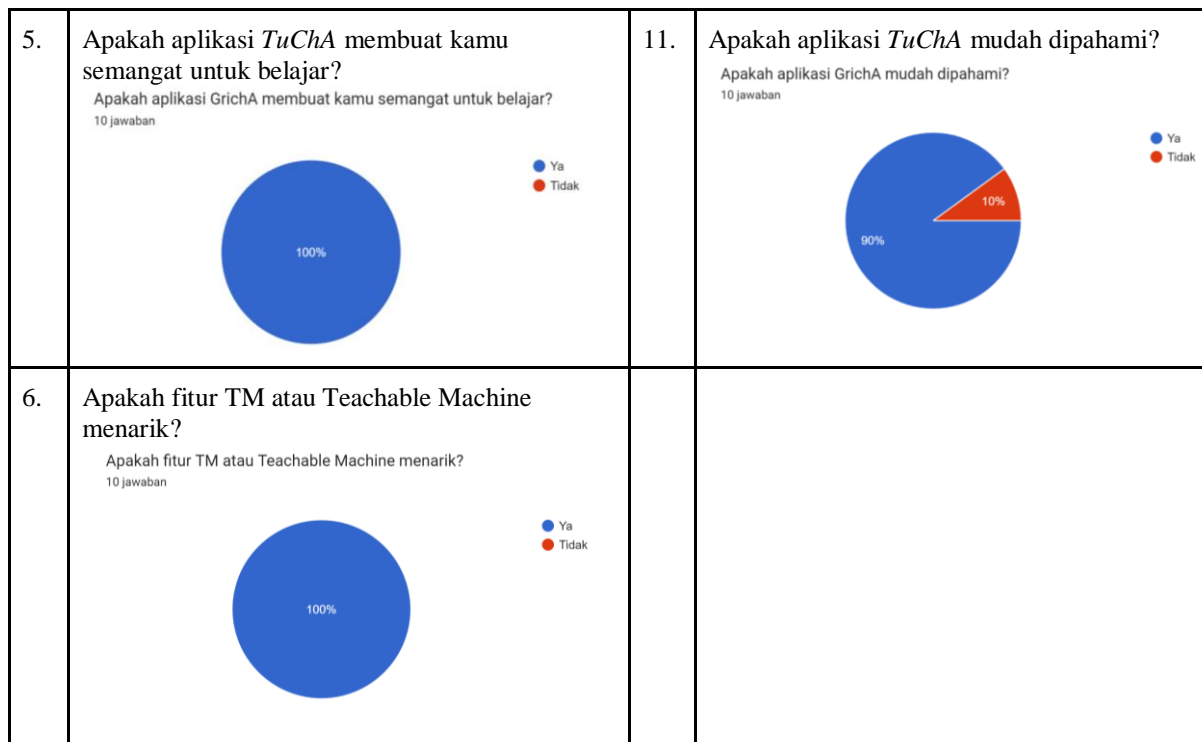 5.
Apakah aplikasi TuChA membuat kamu
semangat untuk belajar?
Apakah aplikasi GrichA membuat kamu semangat untuk belajar?
10 jawaban
Ya
Tidak
100%
11.
Apakah aplikasi TuChA mudah dipahami?
Apakah aplikasi GrichA mudah dipahami?
10 jawaban
Ya
Tidak
10%
90%
6.
Apakah fitur TM atau Teachable Machine
menarik?
Apakah fitur TM atau Teachable Machine menarik?
10 jawaban
Ya
Tidak
100%